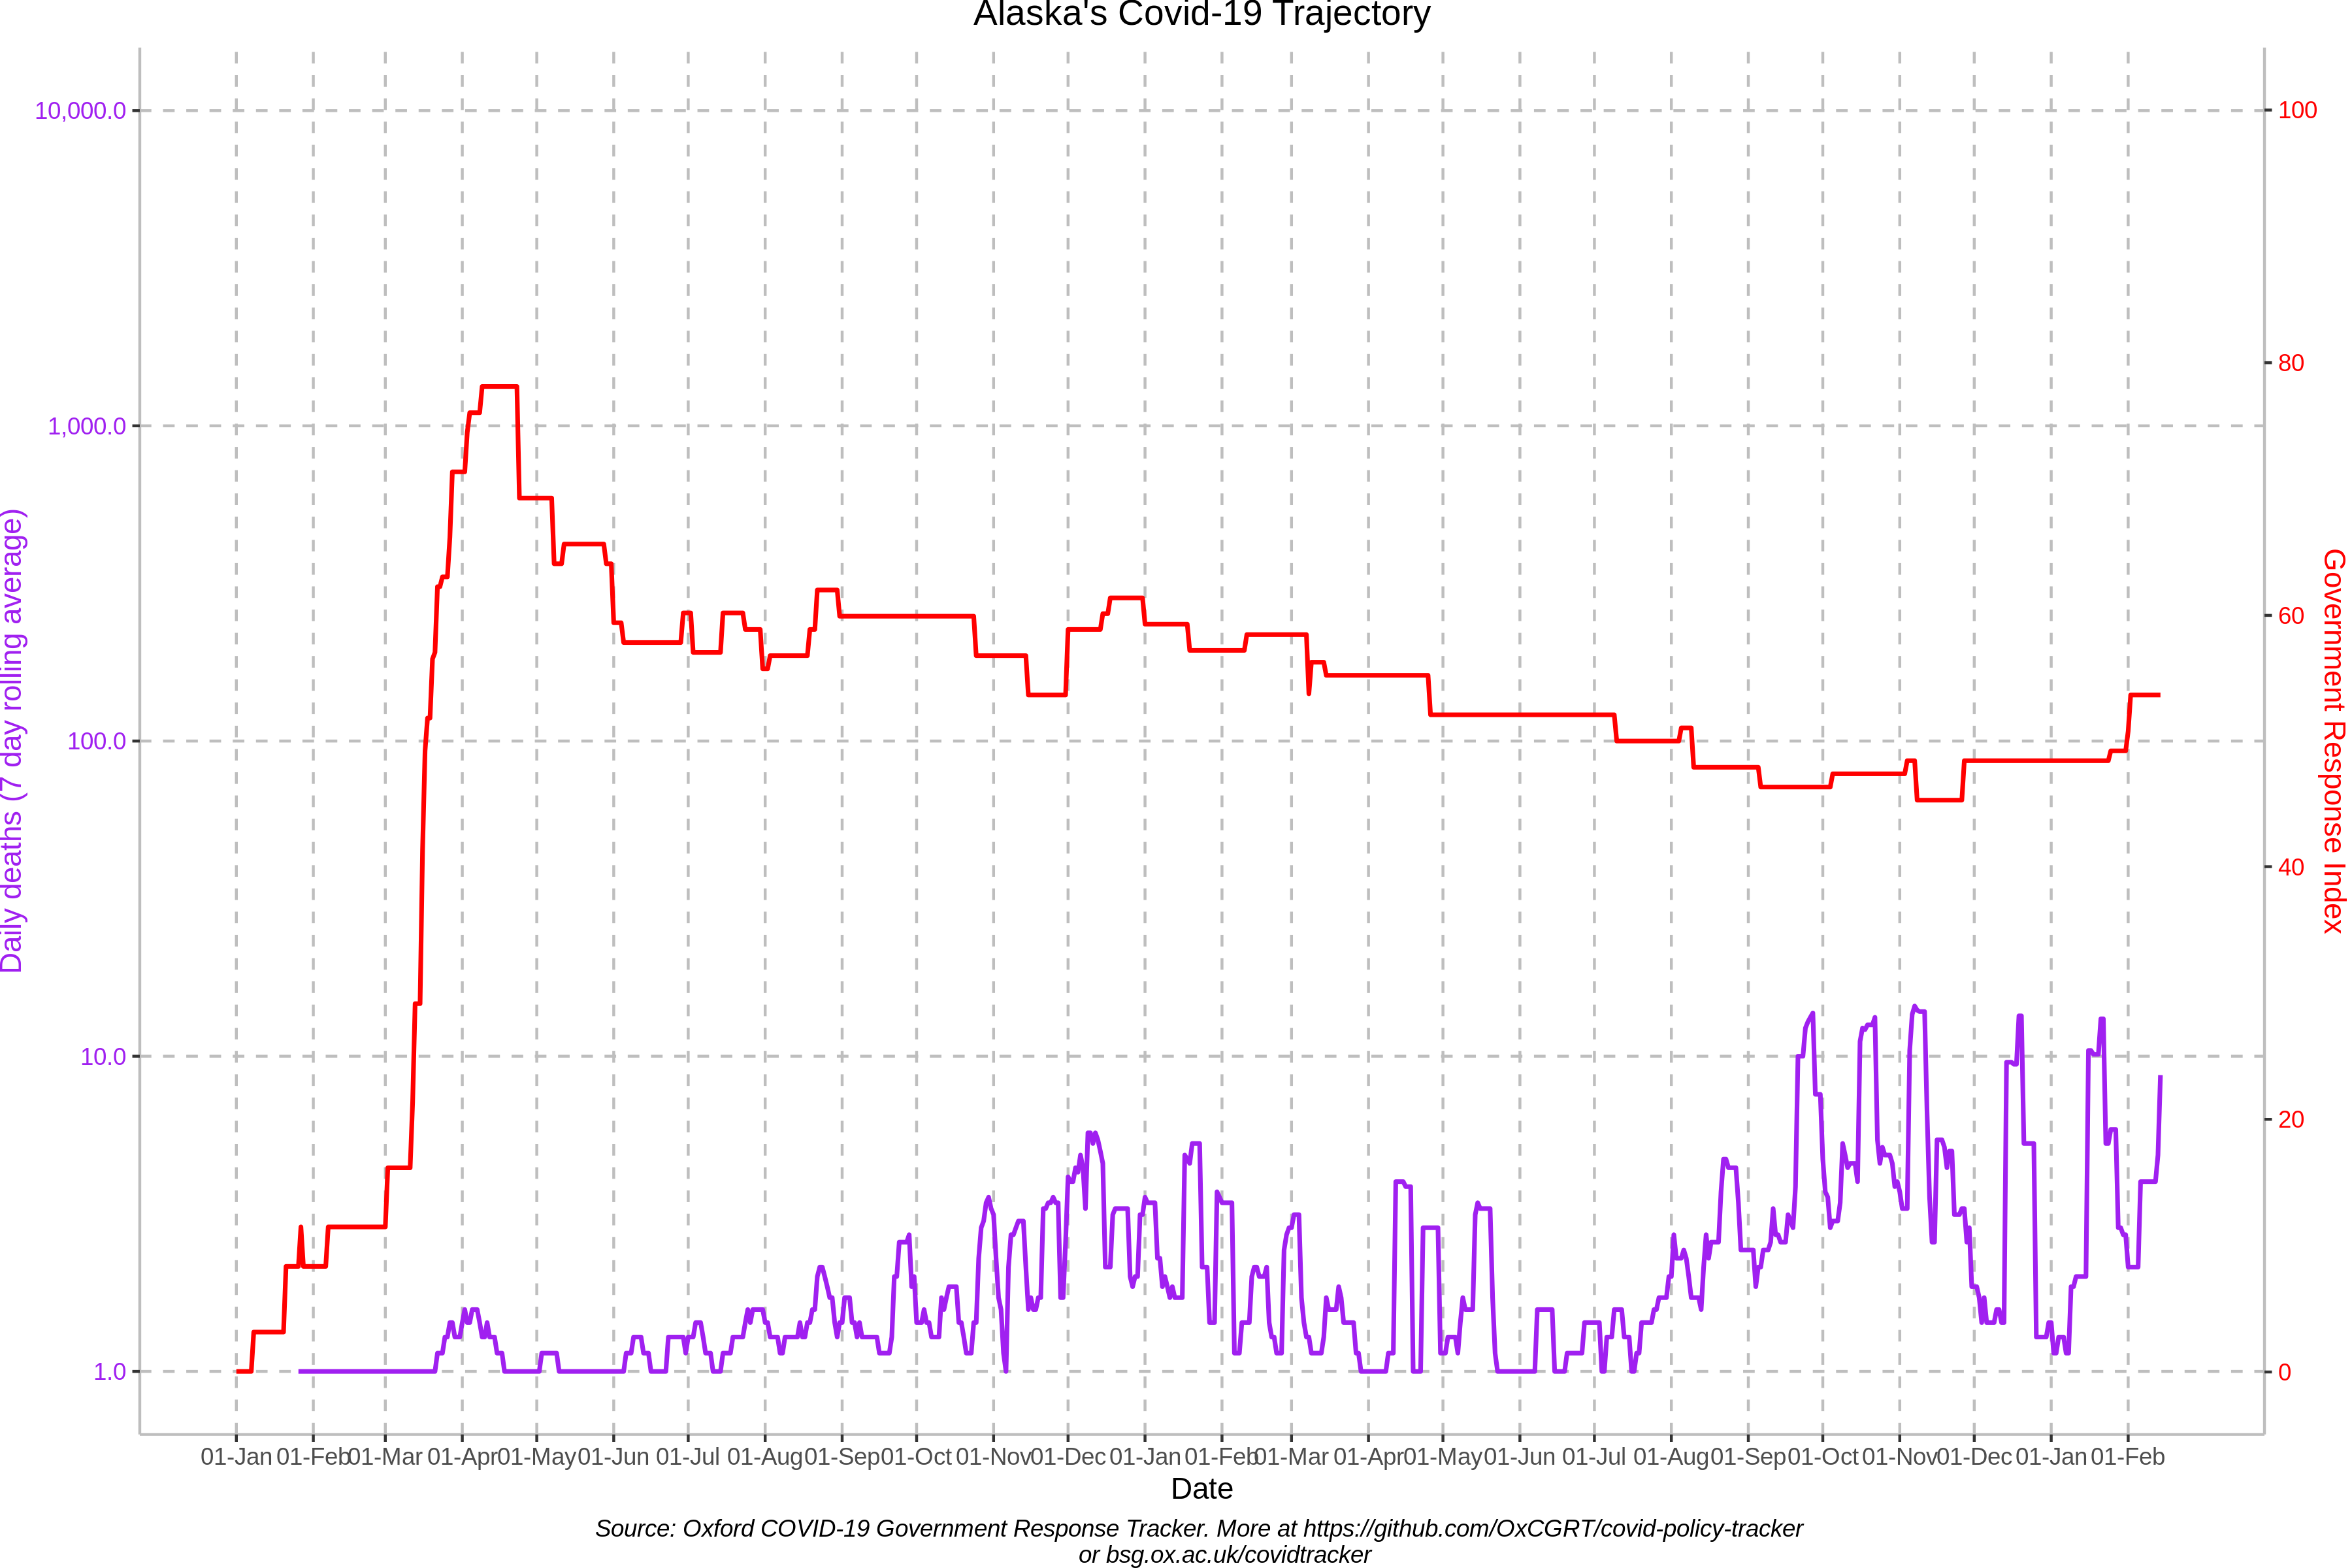 Alaska's Covid-19 Trajectory
10,000.0
1,000.0
100.0
10.0
1.0
Daily deaths (7 day rolling average)
100
80
60
40
20
0
Government Response Index
01-Jan 01-Feb 01-Mar 01-Apr 01-May 01-Jun 01-Jul 01-Aug 01-Sep 01-Oct 01-Nov 01-Dec 01-Jan 01-Feb 01-Mar 01-Apr 01-May 01-Jun 01-Jul 01-Aug 01-Sep 01-Oct 01-Nov 01-Dec 01-Jan 01-Feb
Date
Source: Oxford COVID-19 Government Response Tracker. More at https://github.com/OxCGRT/covid-policy-tracker
or bsg.ox.ac.uk/covidtracker